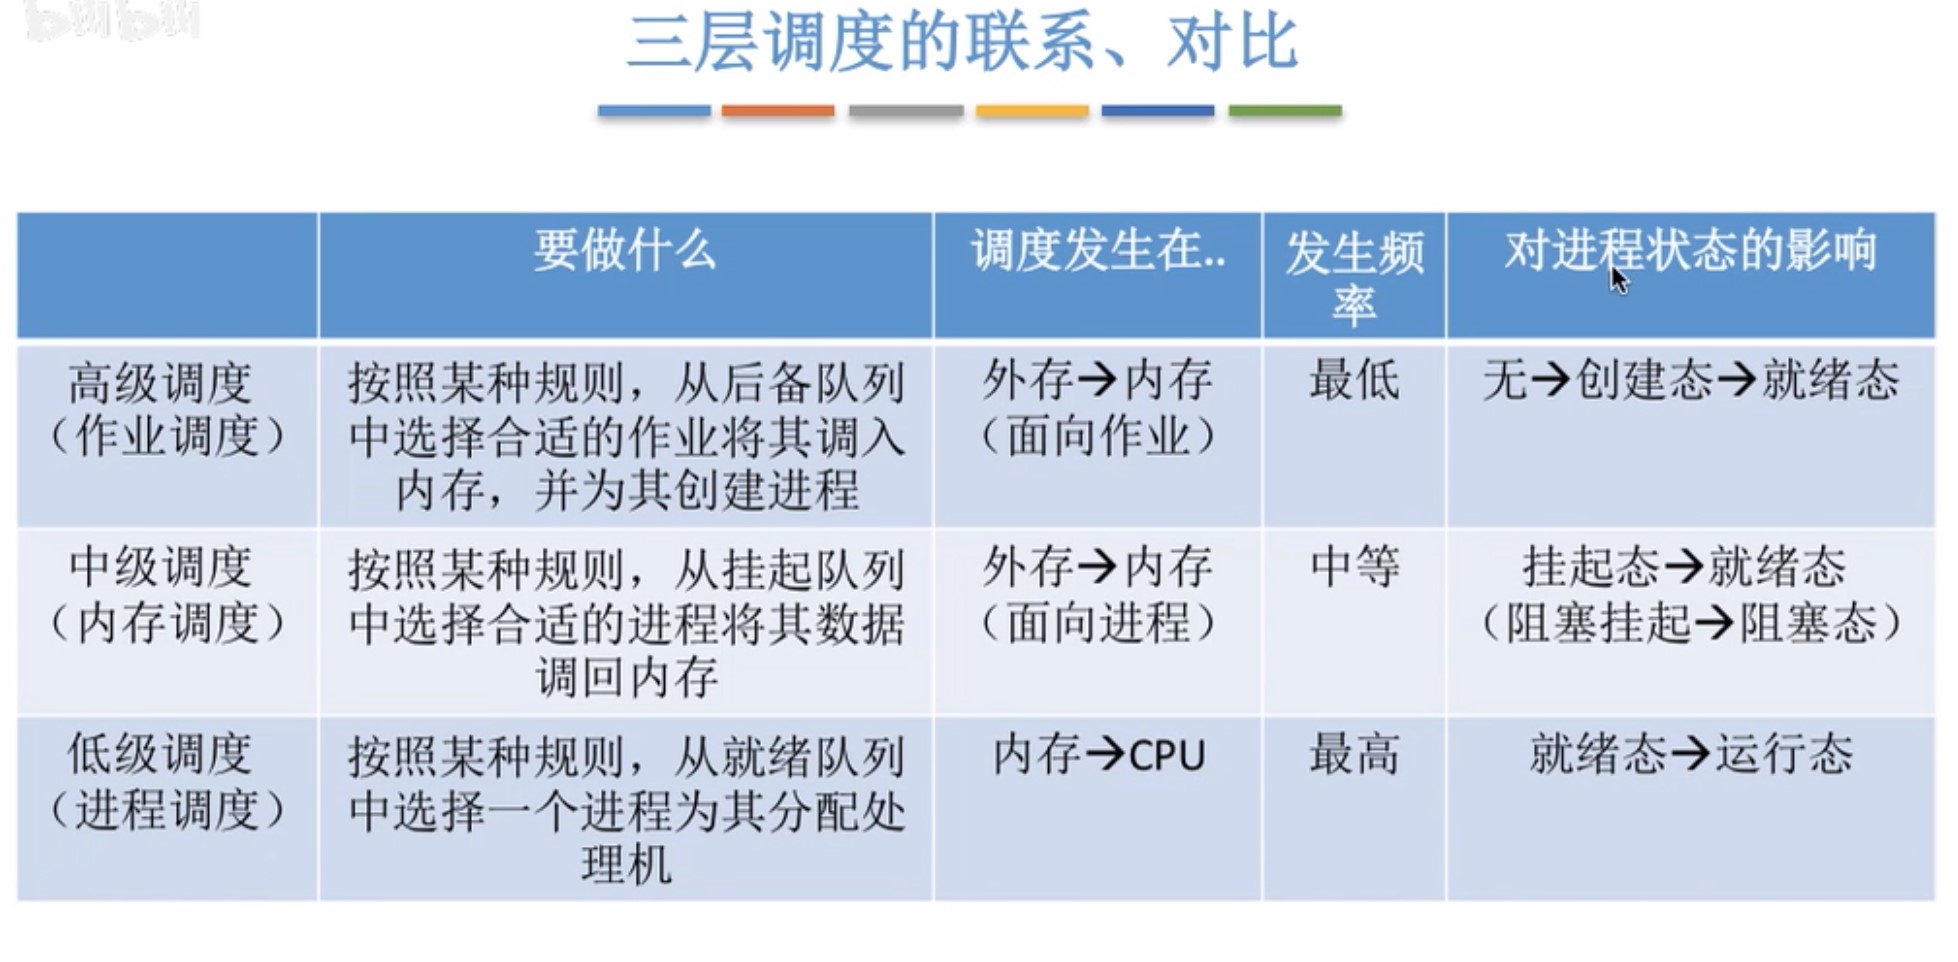 bilibili
三层调度的联系、对比
要做什么
调度发生在..
发生频
率
对进程状态的影响
高级调度
（作业调度）
按照某种规则，从后备队列
中选择合适的作业将其调入
内存，并为其创建进程
外存→内存
（面向作业）
最低
无→创建态→就绪态
中级调度
（内存调度）
按照某种规则，从挂起队列
中选择合适的进程将其数据
调回内存
外存→内存
（面向进程）
中等
挂起态→就绪态
（阻塞挂起→阻塞态）
低级调度
（进程调度）
按照某种规则，从就绪队列
中选择一个进程为其分配处
理机
内存→CPU
最高
就绪态→运行态